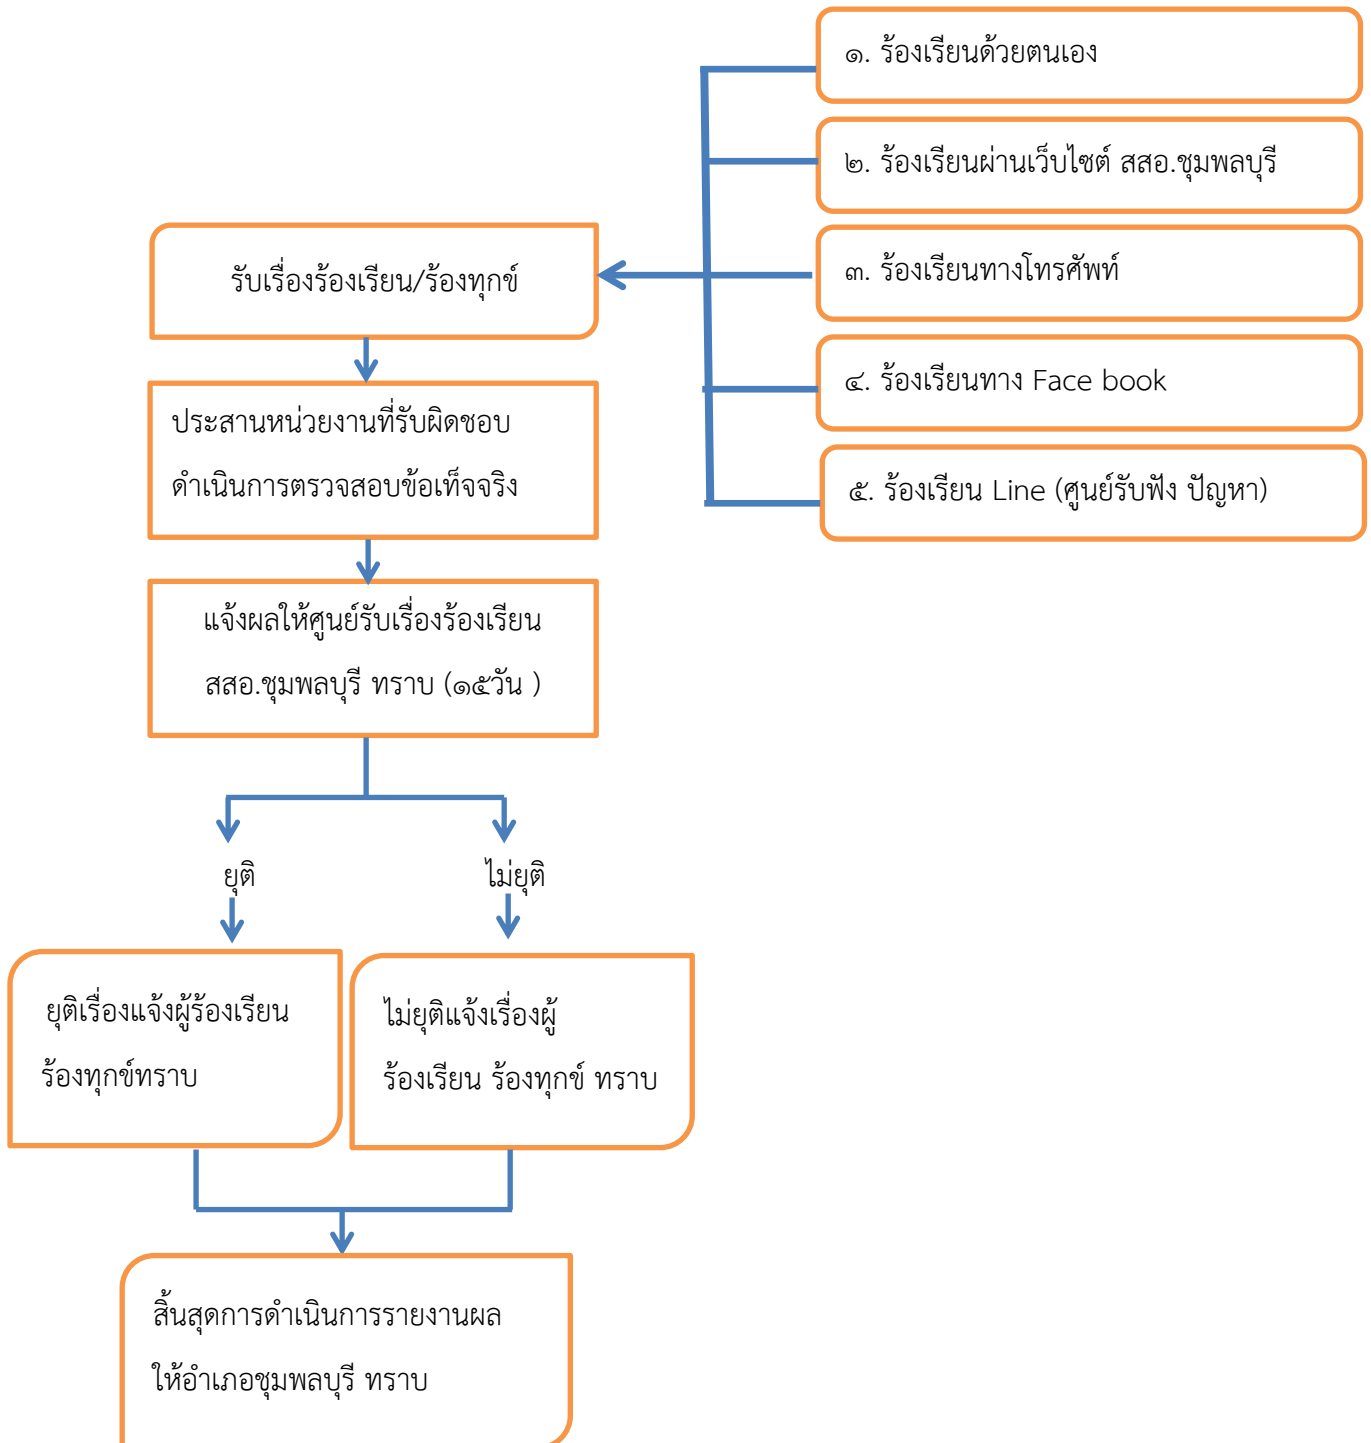 ๑. ร้องเรียนด้วยตนเอง
๒. ร้องเรียนผ่านเว็บไซต์ สสอ.ชุมพลบุรี
๓. ร้องเรียนทางโทรศัพท์
๔. ร้องเรียนทาง Face book
๕. ร้องเรียน Line (ศูนย์รับฟัง ปัญหา)
รับเรื่องร้องเรียน/ร้องทุกข์
ประสานหน่วยงานที่รับผิดชอบ
ดำเนินการตรวจสอบข้อเท็จจริง
แจ้งผลให้ศูนย์รับเรื่องร้องเรียน
สสอ.ชุมพลบุรี ทราบ (๑๕วัน )
ยุติ
ไม่ยุติ
ยุติเรื่องแจ้งผู้ร้องเรียน
ร้องทุกข์ทราบ
ไม่ยุติแจ้งเรื่องผู้
ร้องเรียน ร้องทุกข์ ทราบ
สิ้นสุดการดำเนินการรายงานผล
ให้อำเภอชุมพลบุรี ทราบ